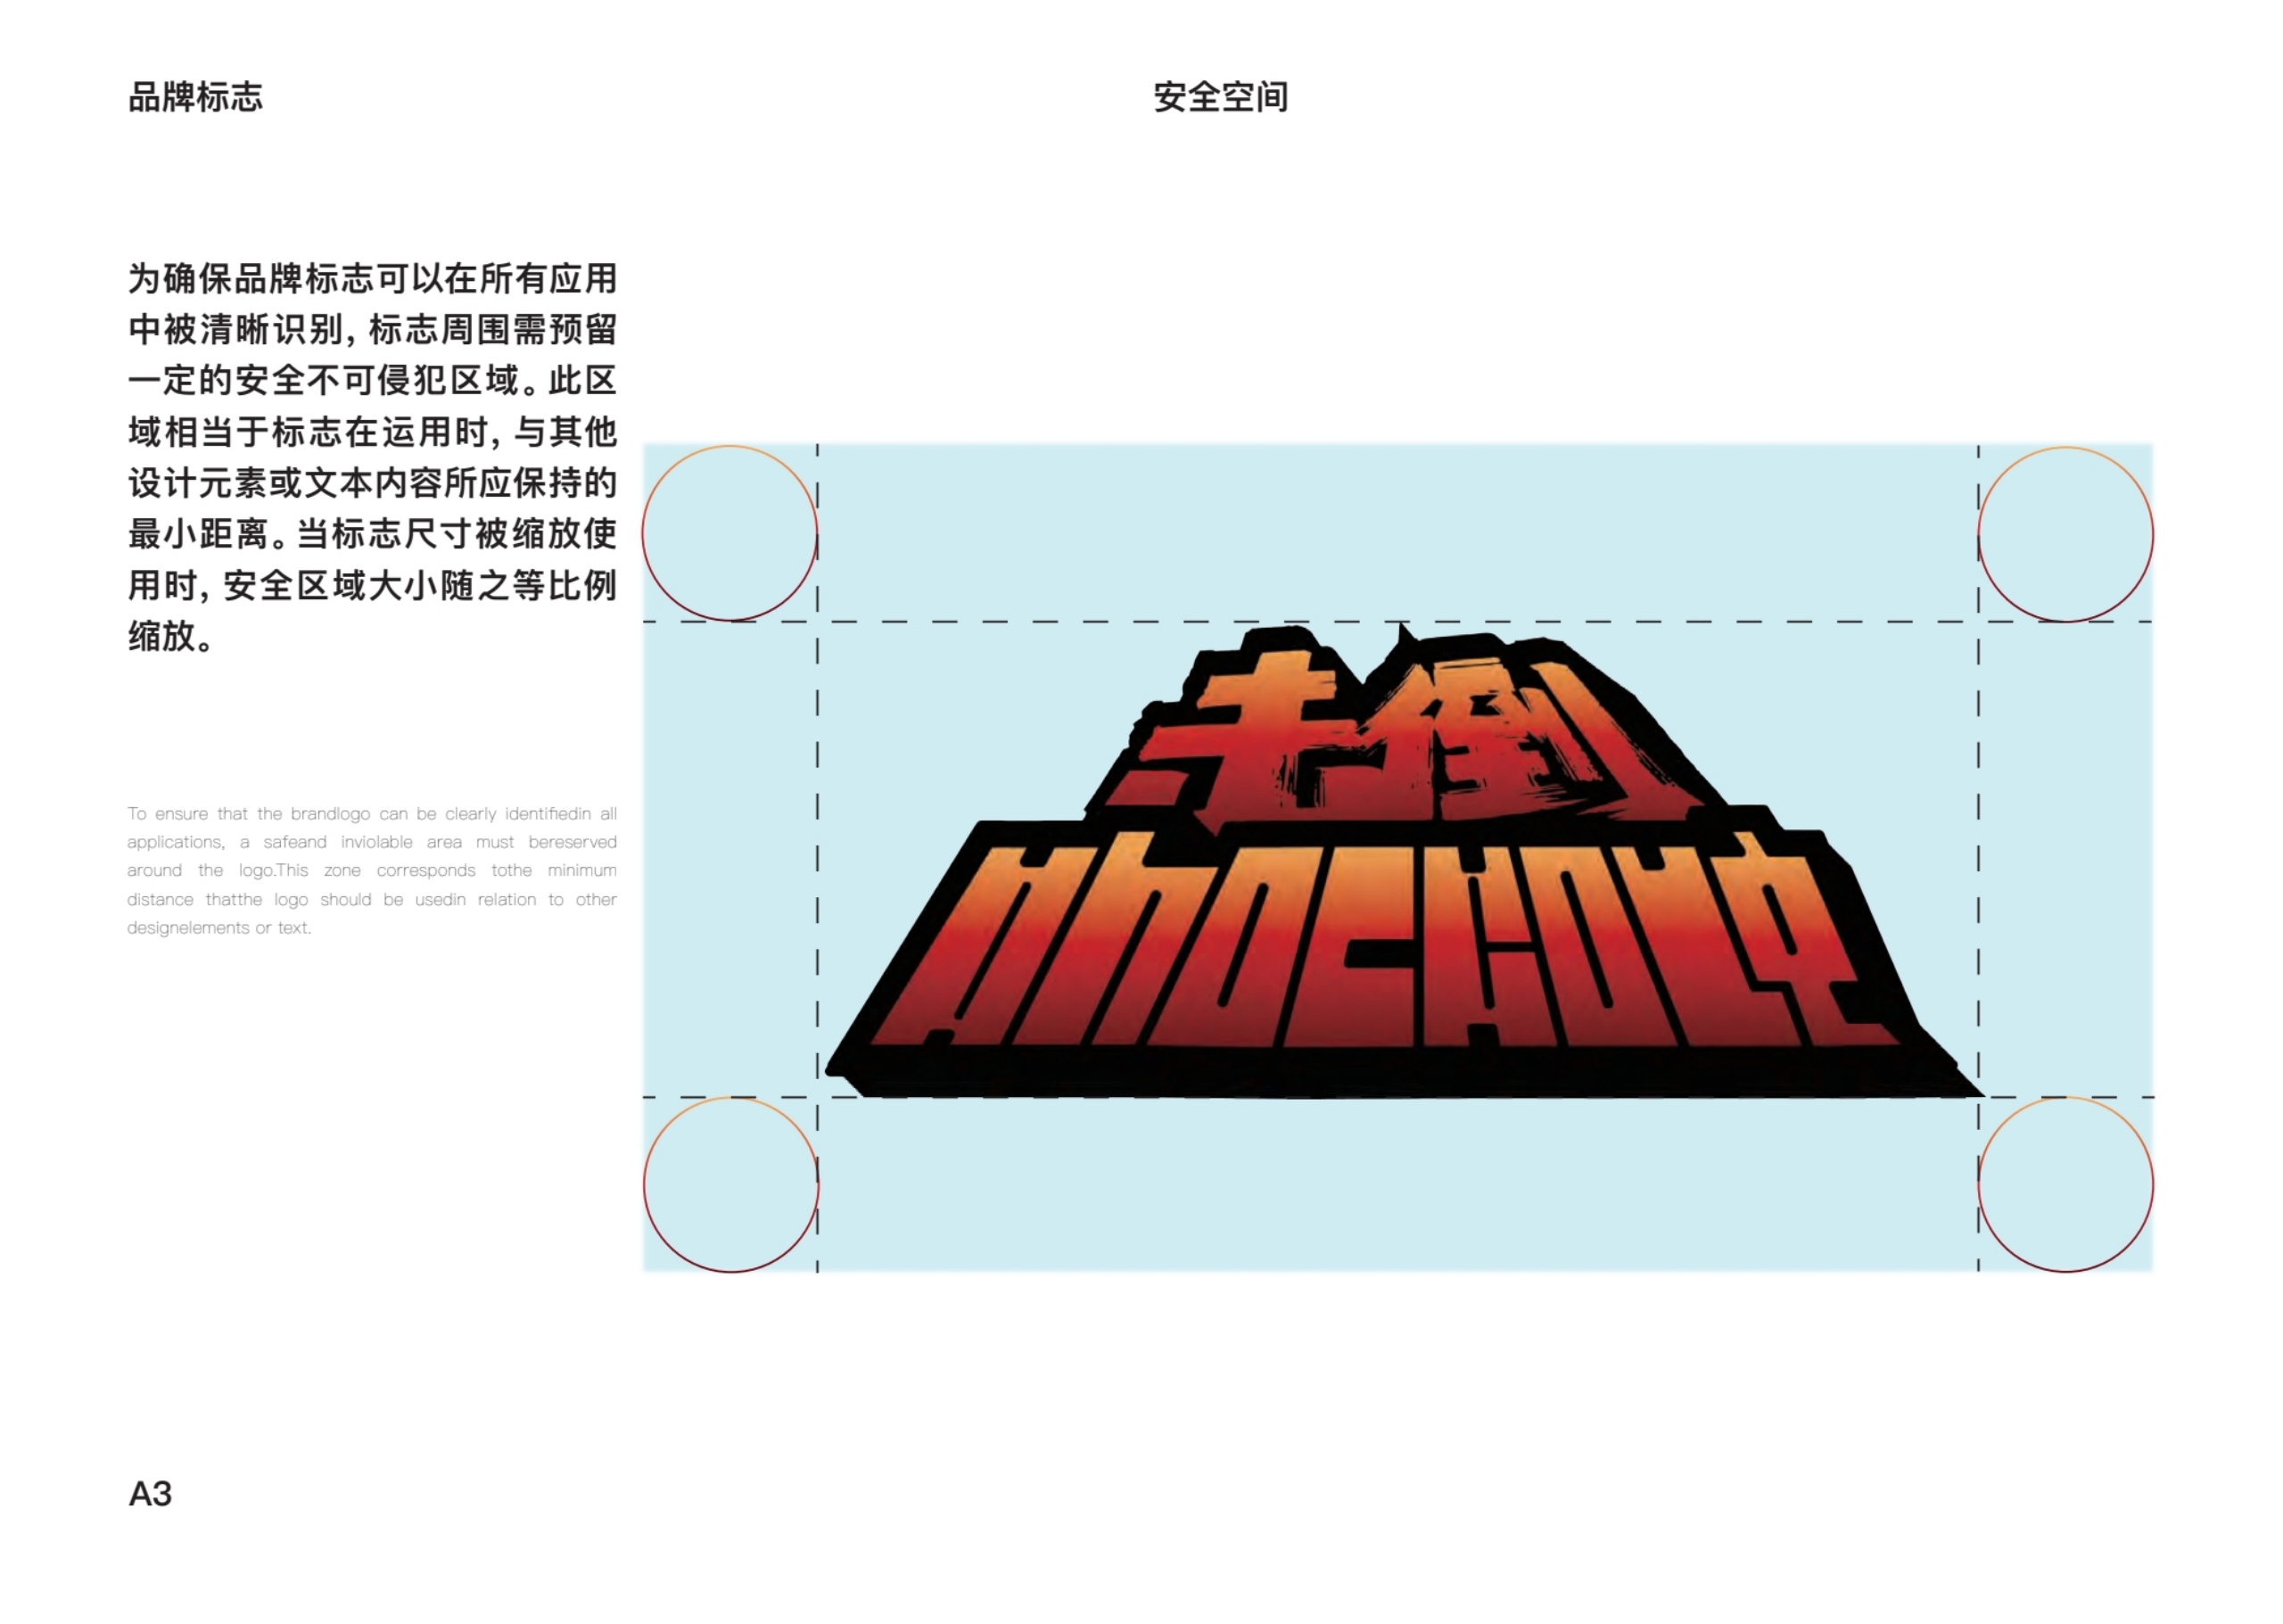 品牌标志
安全空间
为确保品牌标志可以在所有应用
中被清晰识别，标志周围需预留
一定的安全不可侵犯区域。此区
域相当于标志在运用时，与其他
设计元素或文本内容所应保持的
最小距离。当标志尺寸被缩放使
用时，安全区域大小随之等比例
缩放。
To ensure that the brandlogo can be clearly identifiedin all
applications, a safeand inviolable area must bereserved
around the logo.This zone corresponds tothe minimum
distance thatthe logo should be usedin relation to other
designelements or text.
A3